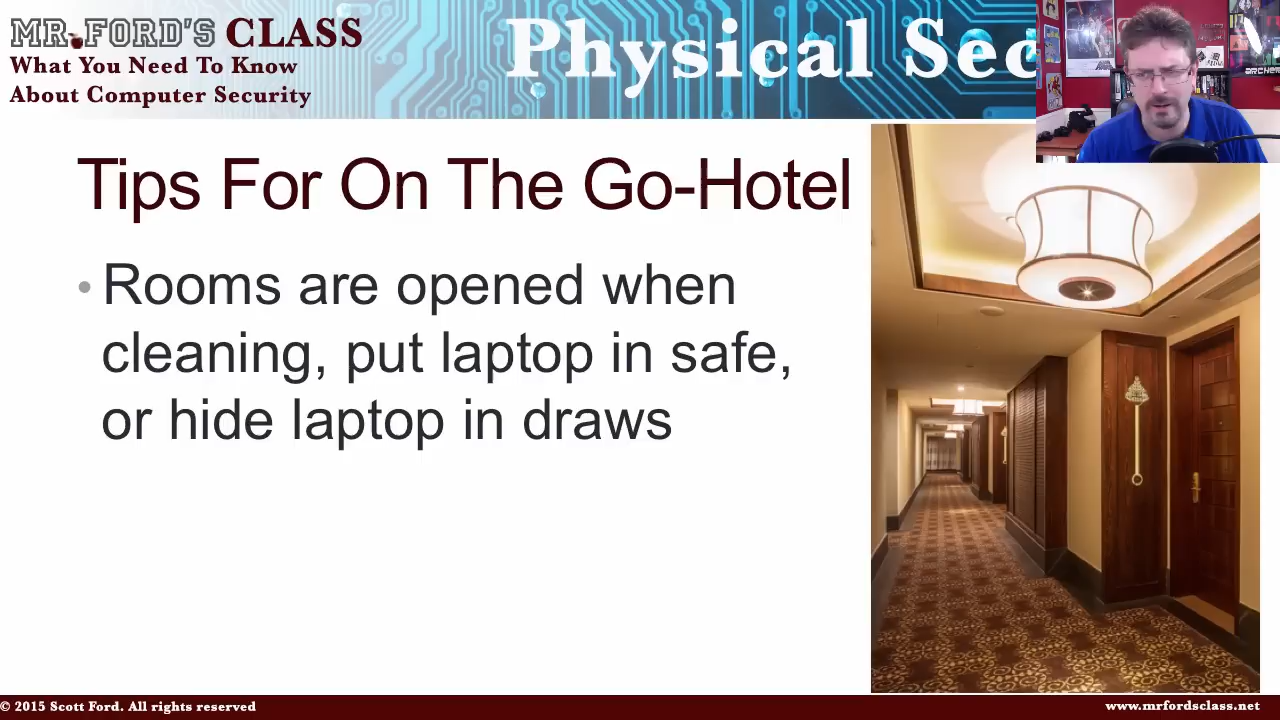 MR.FORD'S CLASS
What You Need To Know
About Computer Security
Physical Sec
Tips For On The Go-Hotel
• Rooms are opened when
cleaning, put laptop in safe,
or hide laptop in draws
© 2015 Scott Ford. All rights reserved
www.mrfordsclass.net